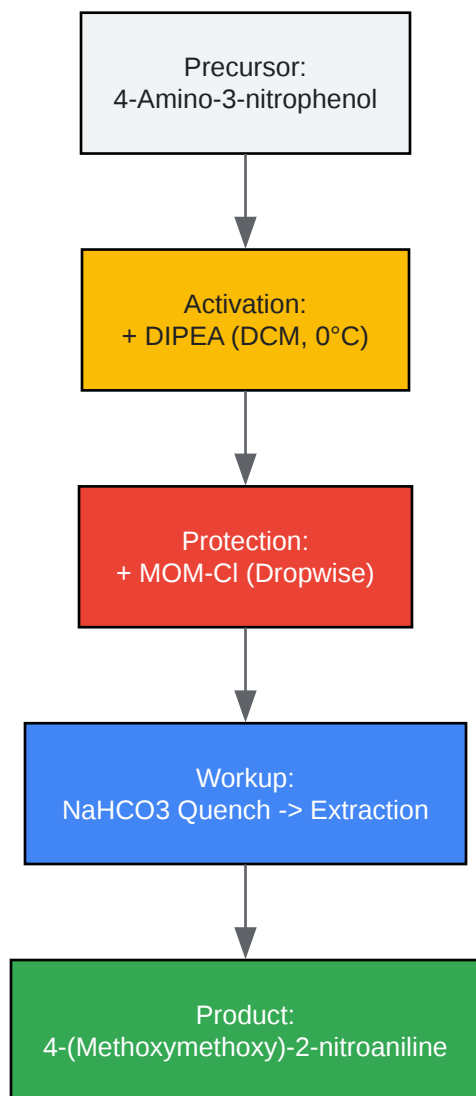 Precursor:
4-Amino-3-nitrophenol
Activation:
+ DIPEA (DCM, 0°C)
Protection:
+ MOM-Cl (Dropwise)
Workup:
NaHCO3 Quench -> Extraction
Product:
4-(Methoxymethoxy)-2-nitroaniline